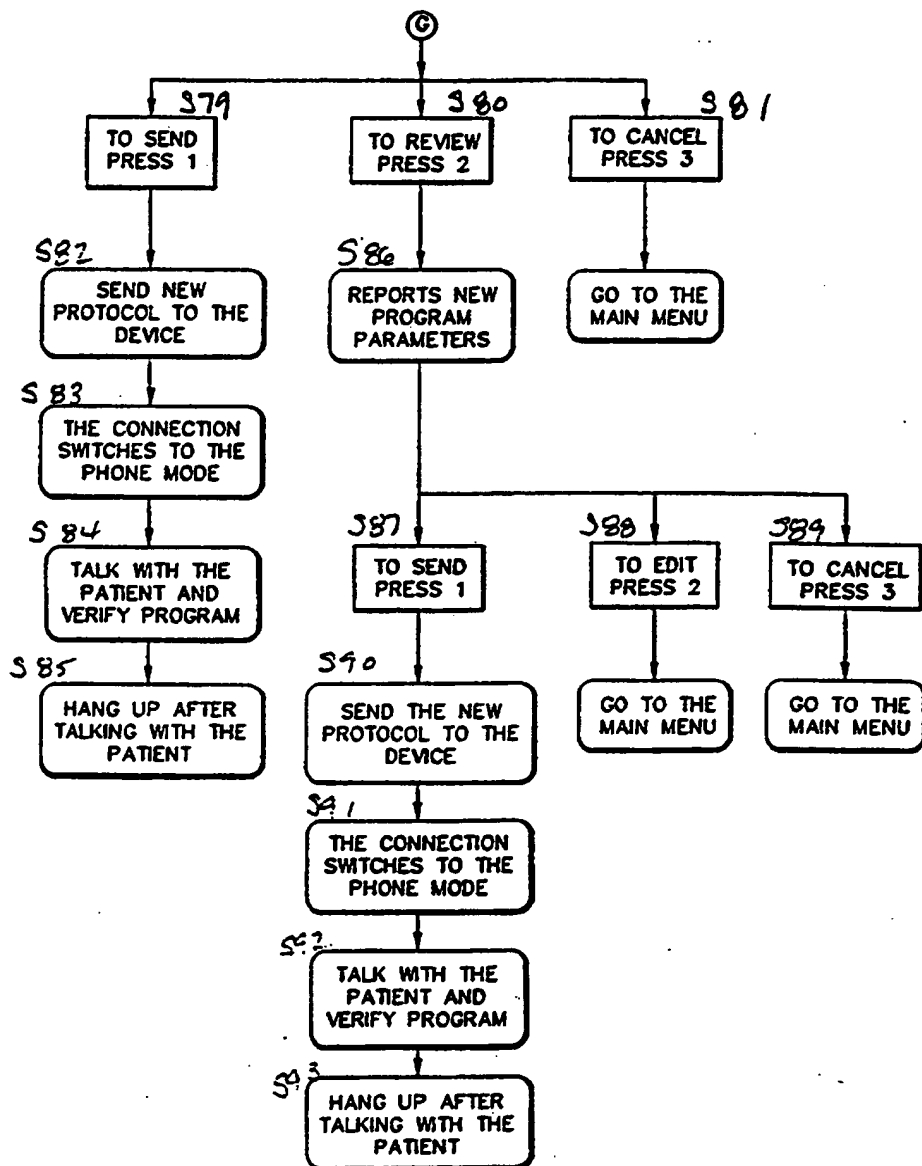 G
S79
S80
S81
TO SEND
PRESS 1
TO REVIEW
PRESS 2
TO CANCEL
PRESS 3
S82
S86
SEND NEW
PROTOCOL TO THE
DEVICE
REPORTS NEW
PROGRAM
PARAMETERS
GO TO THE
MAIN MENU
S83
THE CONNECTION
SWITCHES TO THE
PHONE MODE
S84
S87
S88
S89
TALK WITH THE
PATIENT AND
VERIFY PROGRAM
TO SEND
PRESS 1
TO EDIT
PRESS 2
TO CANCEL
PRESS 3
S85
S90
HANG UP AFTER
TALKING WITH THE
PATIENT
SEND THE NEW
PROTOCOL TO THE
DEVICE
GO TO THE
MAIN MENU
GO TO THE
MAIN MENU
S91
THE CONNECTION
SWITCHES TO THE
PHONE MODE
S92
TALK WITH THE
PATIENT AND
VERIFY PROGRAM
S93
HANG UP AFTER
TALKING WITH THE
PATIENT